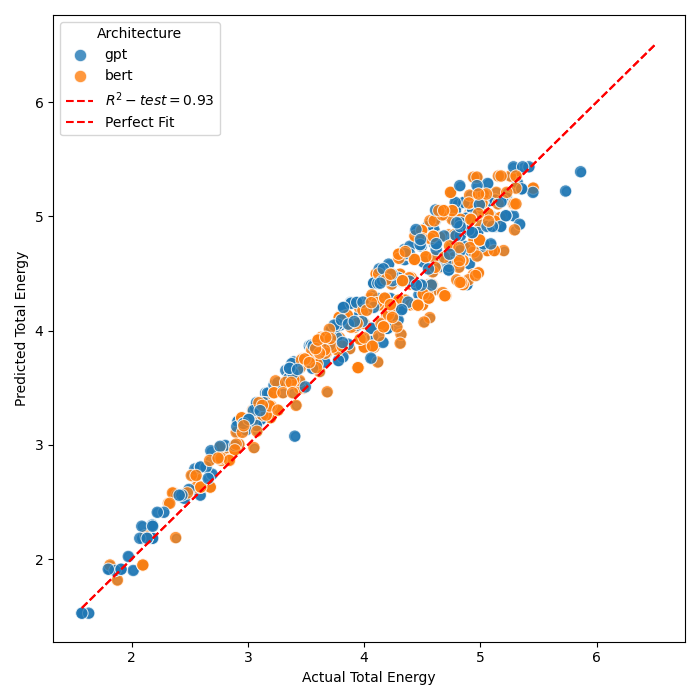 Architecture
gpt
bert
R² − test = 0.93
Perfect Fit
6
5
4
3
2
Predicted Total Energy
2 3 4 5 6
Actual Total Energy